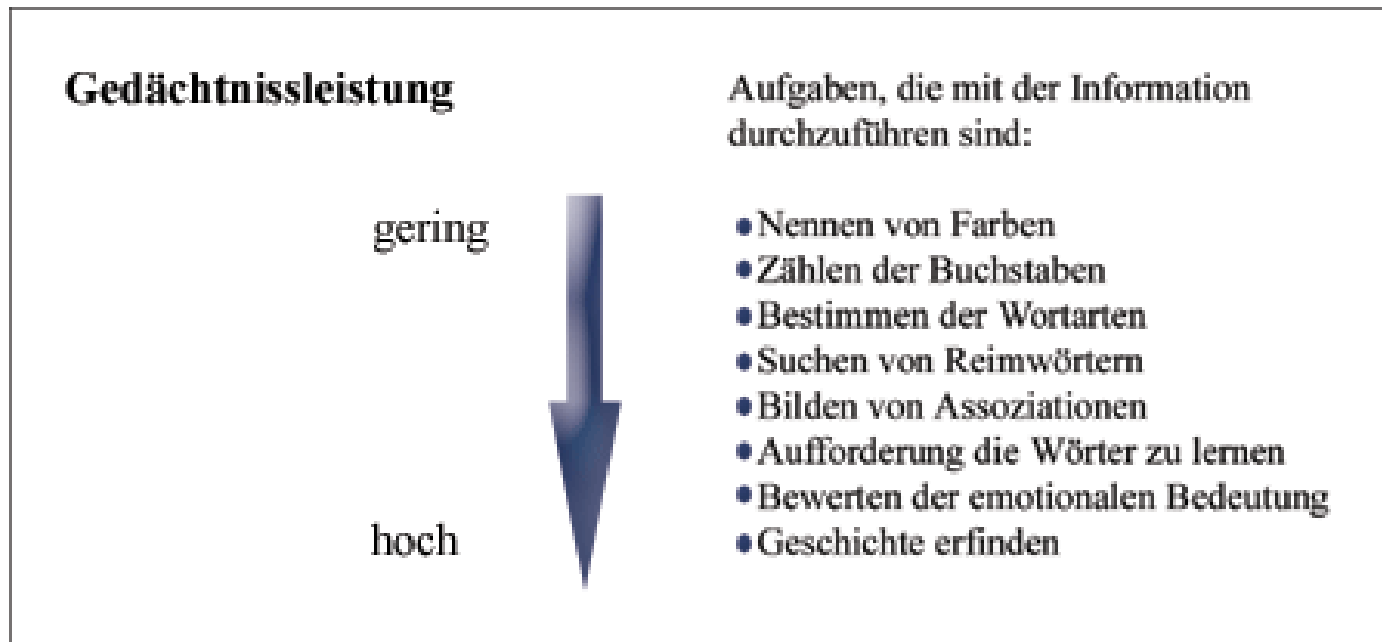 Gedächtnissleistung
Aufgaben, die mit der Information
durchzuführen sind:
gering
hoch
Nennen von Farben
Zählen der Buchstaben
Bestimmen der Wortarten
Suchen von Reimwörtern
Bilden von Assoziationen
Aufforderung die Wörter zu lernen
Bewerten der emotionalen Bedeutung
Geschichte erfinden